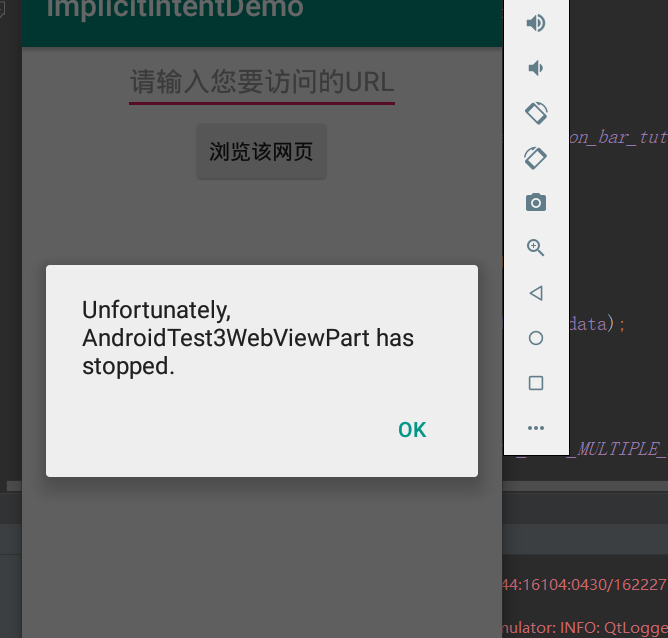 ImplicitIntentDemo
请输入您要访问的URL
浏览该网页
on_bar_tut
Unfortunately,
AndroidTest3WebViewPart has
stopped.
OK
data);
_MULTIPLE_
44:16104:0430/162227
mulator: INFO: QtLogge